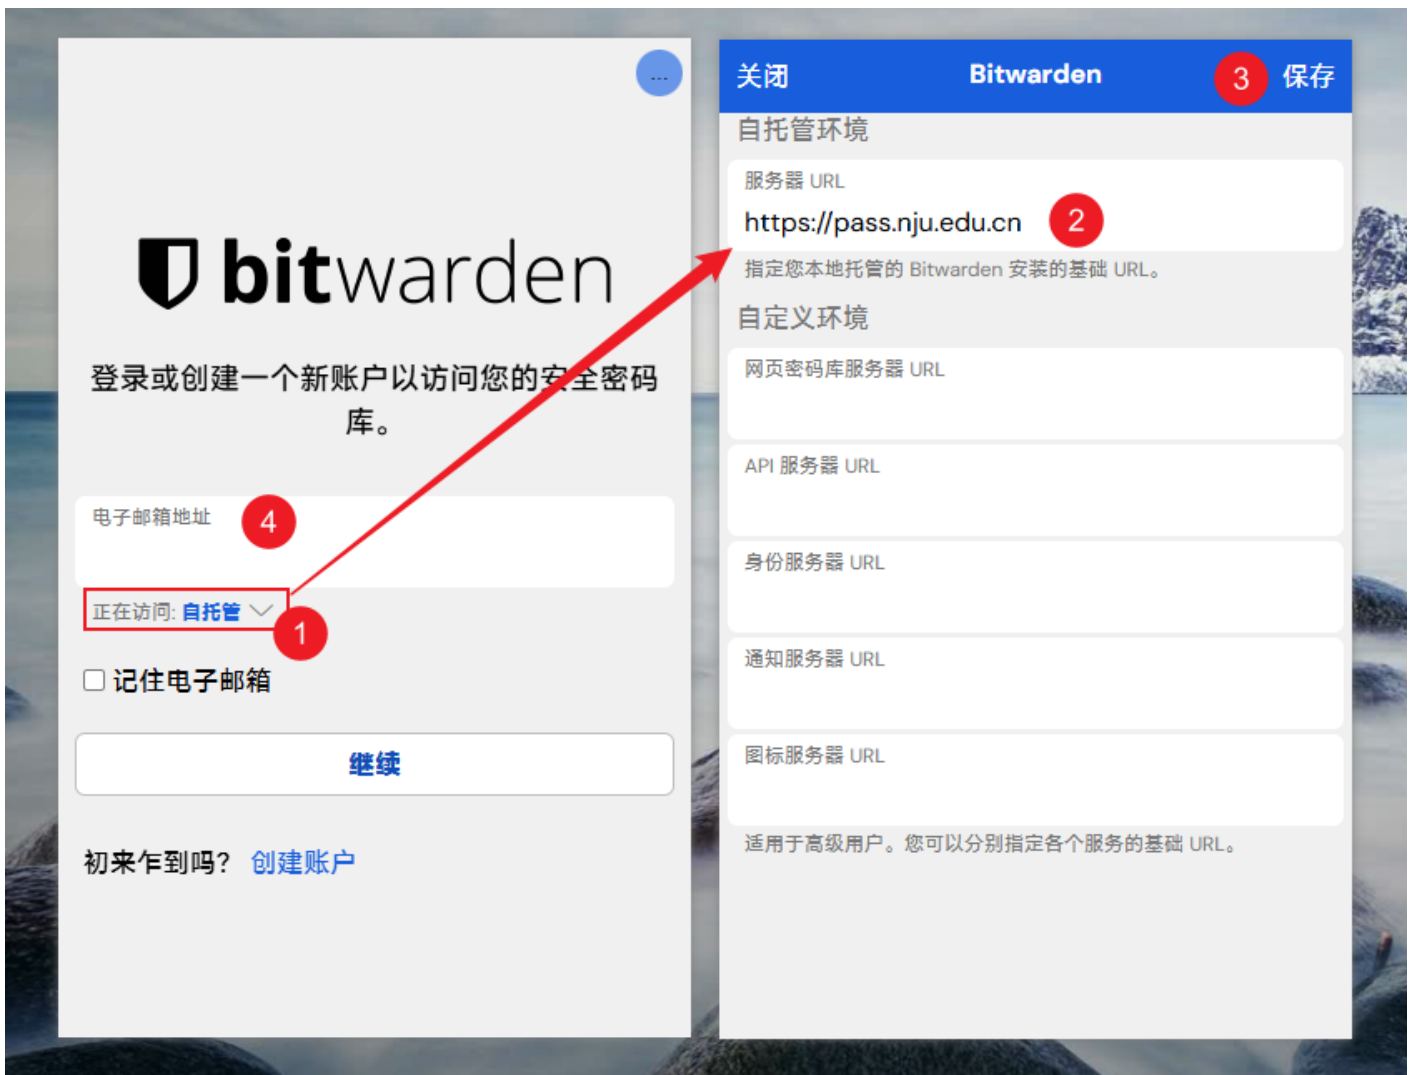 ...
bitwarden
登录或创建一个新账户以访问您的安全密码
库。
电子邮箱地址
4
正在访问: 自托管
1
记住电子邮箱
继续
初来乍到吗? 创建账户
关闭 Bitwarden 3 保存
自托管环境
服务器 URL
https://pass.nju.edu.cn 2
指定您本地托管的 Bitwarden 安装的基础 URL。
自定义环境
网页密码库服务器 URL
API 服务器 URL
身份服务器 URL
通知服务器 URL
图标服务器 URL
适用于高级用户。您可以分别指定各个服务的基础 URL。